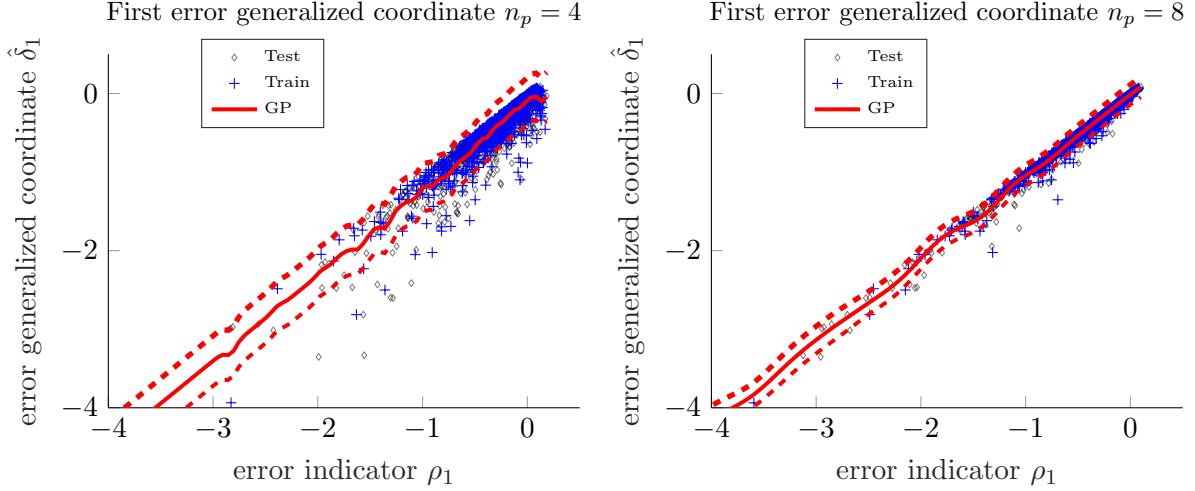 First error generalized coordinate $n_p = 4$
Test
Train
GP
0
−2
−4
−4
−3
−2
−1
0
error indicator $\rho_1$
error generalized coordinate $\hat{\delta}_1$
First error generalized coordinate $n_p = 8$
Test
Train
GP
0
−2
−4
−4
−3
−2
−1
0
error indicator $\rho_1$
error generalized coordinate $\hat{\delta}_1$